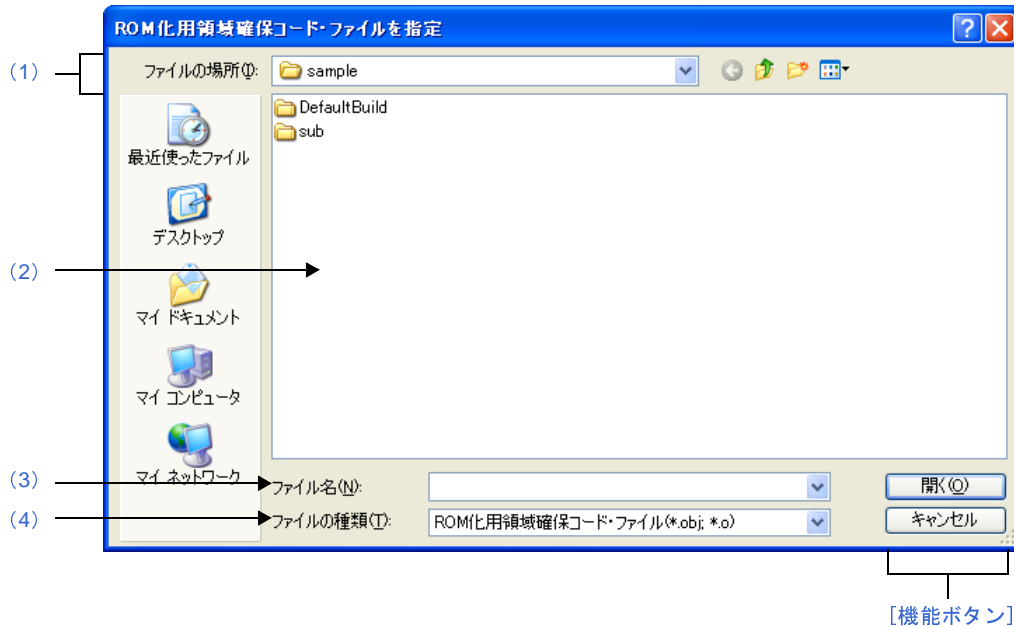 ROM化用領域確保コード・ファイルを指定
(1)
ファイルの場所(I):
sample
DefaultBuild
sub
最近使ったファイル
デスクトップ
(2)
マイ ドキュメント
マイ コンピュータ
マイ ネットワーク
(3)
ファイル名(N):
開く(O)
(4)
ファイルの種類(T):
ROM化用領域確保コード・ファイル(*.obj; *.o)
キャンセル
[機能ボタン]